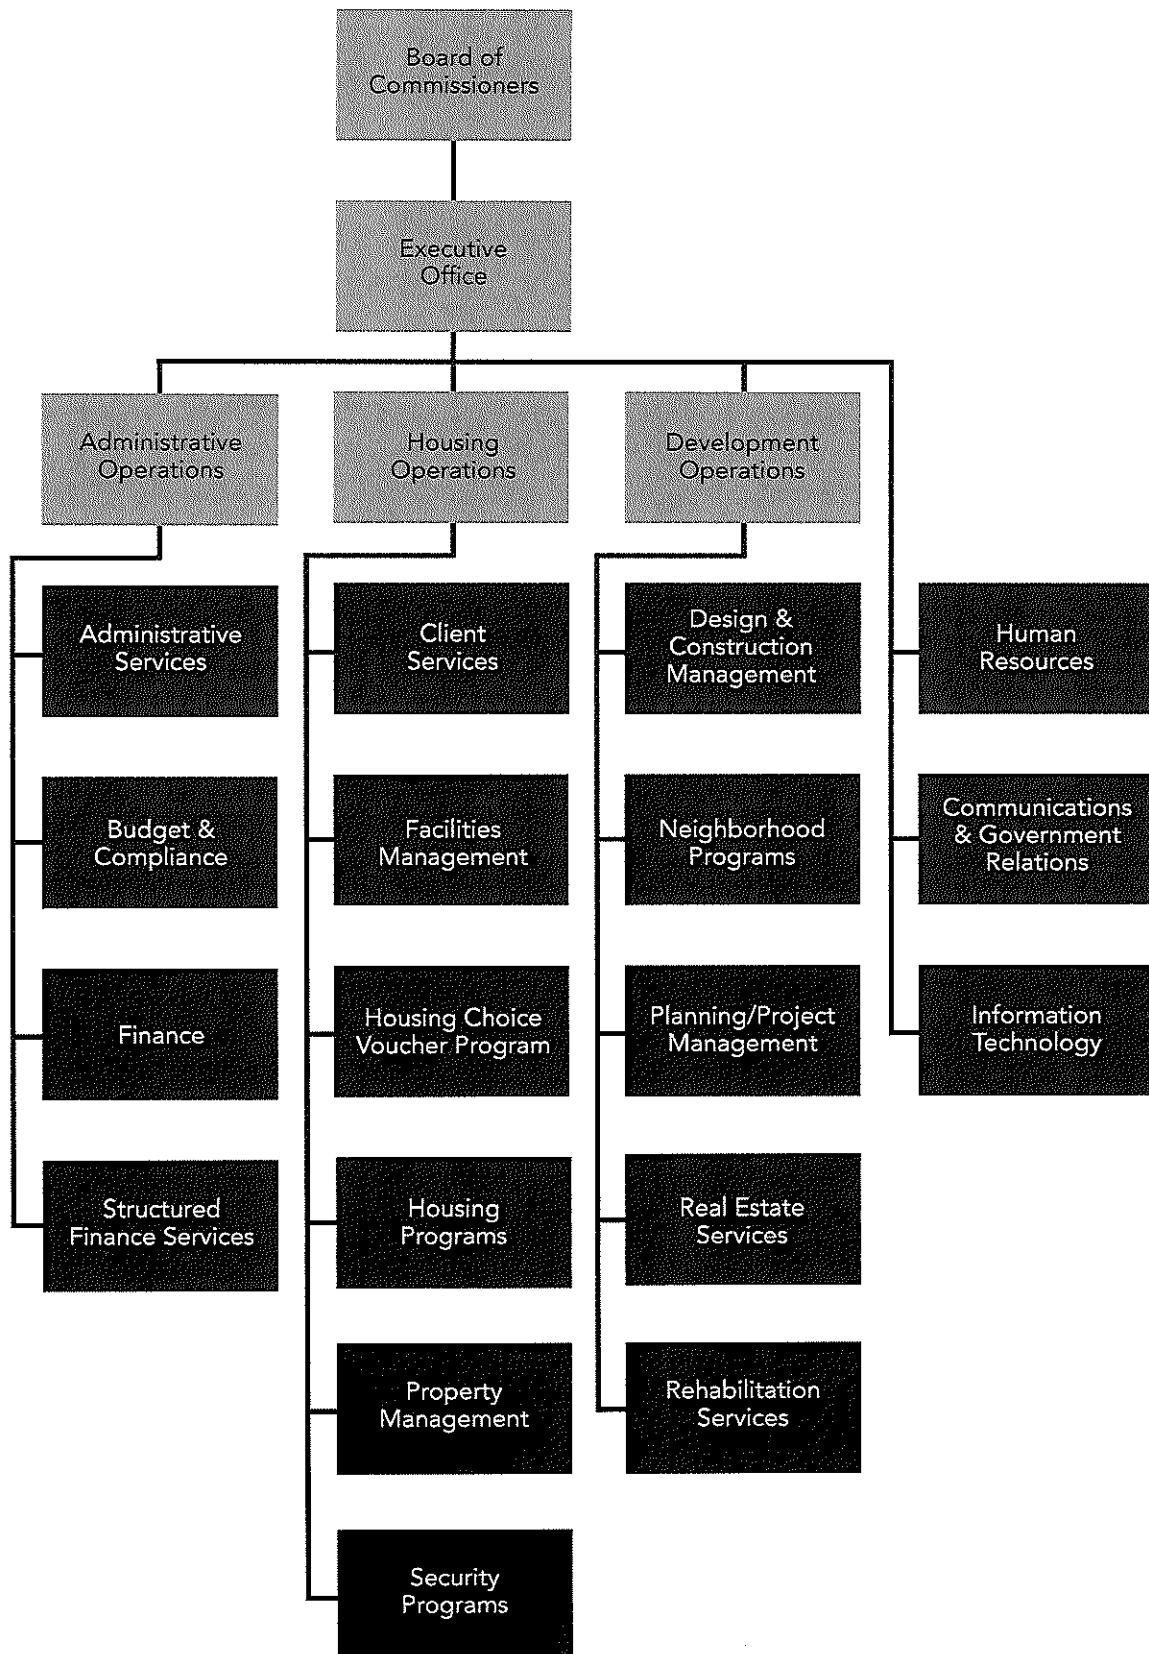 Board of
Commissioners
Executive
Office
Administrative
Operations
Housing
Operations
Development
Operations
Administrative
Services
Budget &
Compliance
Finance
Structured
Finance Services
Client
Services
Facilities
Management
Housing Choice
Voucher Program
Housing
Programs
Property
Management
Security
Programs
Design &
Construction
Management
Neighborhood
Programs
Planning/Project
Management
Real Estate
Services
Rehabilitation
Services
Human
Resources
Communications
& Government
Relations
Information
Technology